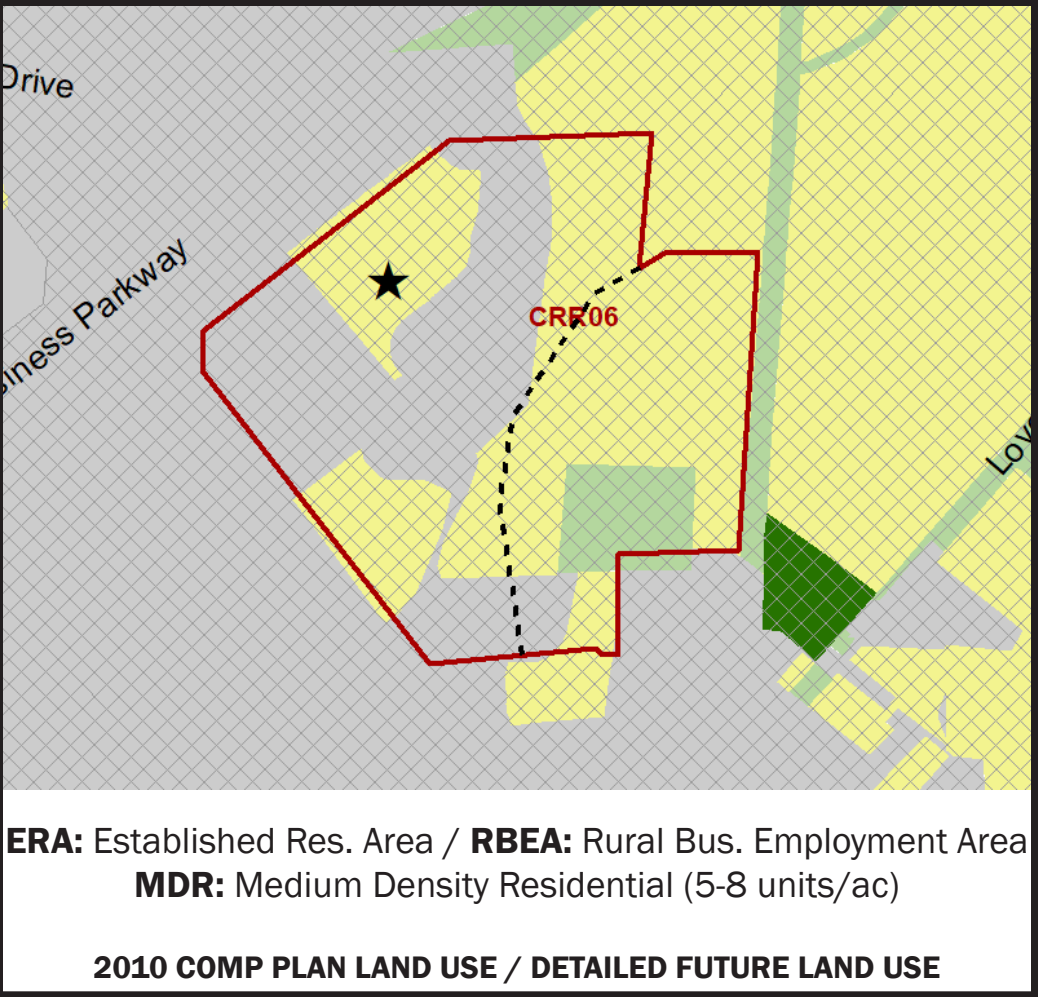 Drive
siness Parkway
CRR06
Lov
ERA: Established Res. Area / RBEA: Rural Bus. Employment Area
MDR: Medium Density Residential (5-8 units/ac)
2010 COMP PLAN LAND USE / DETAILED FUTURE LAND USE